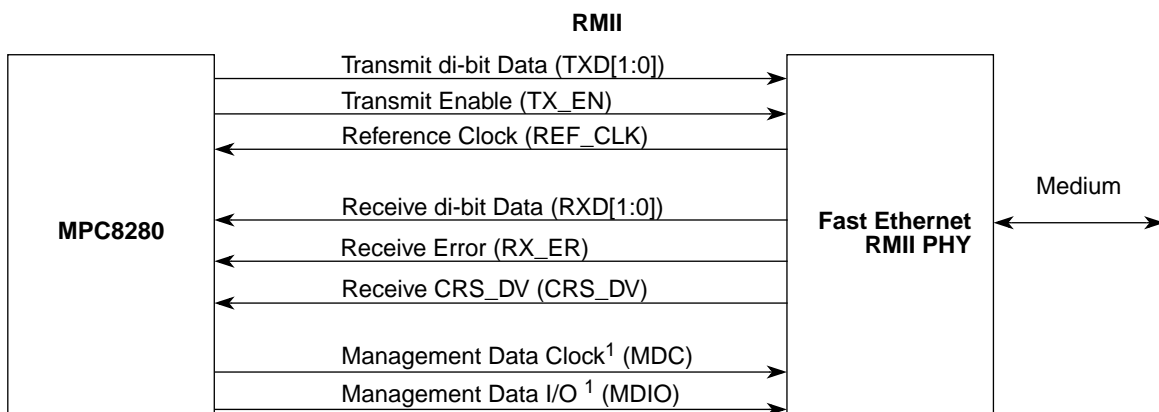 RMII
Transmit di-bit Data (TXD[1:0])
Transmit Enable (TX_EN)
Reference Clock (REF_CLK)
Medium
Receive di-bit Data (RXD[1:0])
MPC8280
Fast Ethernet
RMII PHY
Receive Error (RX_ER)
Receive CRS_DV (CRS_DV)
Management Data Clock¹ (MDC)
Management Data I/O ¹ (MDIO)